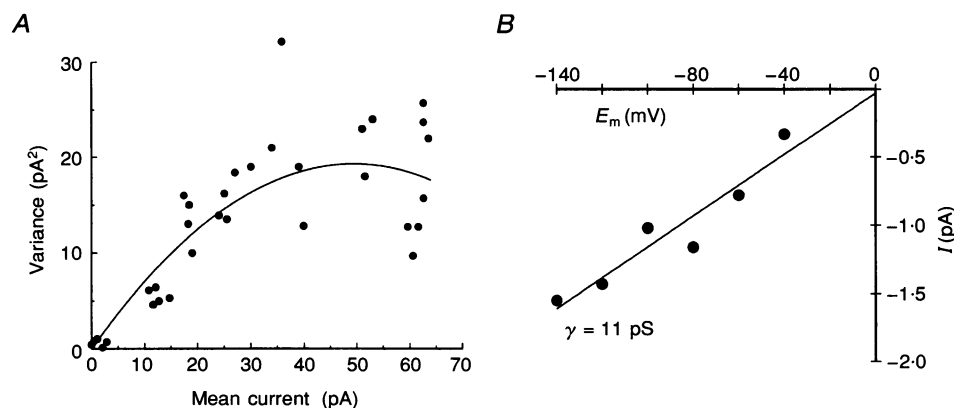 A
Variance (pA²)
30
20
10
0
0 10 20 30 40 50 60 70
Mean current (pA)
B
−140 −80 −40 0
Eₘ (mV)
−0·5
−1·0
−1·5
−2·0
I (pA)
γ = 11 pS